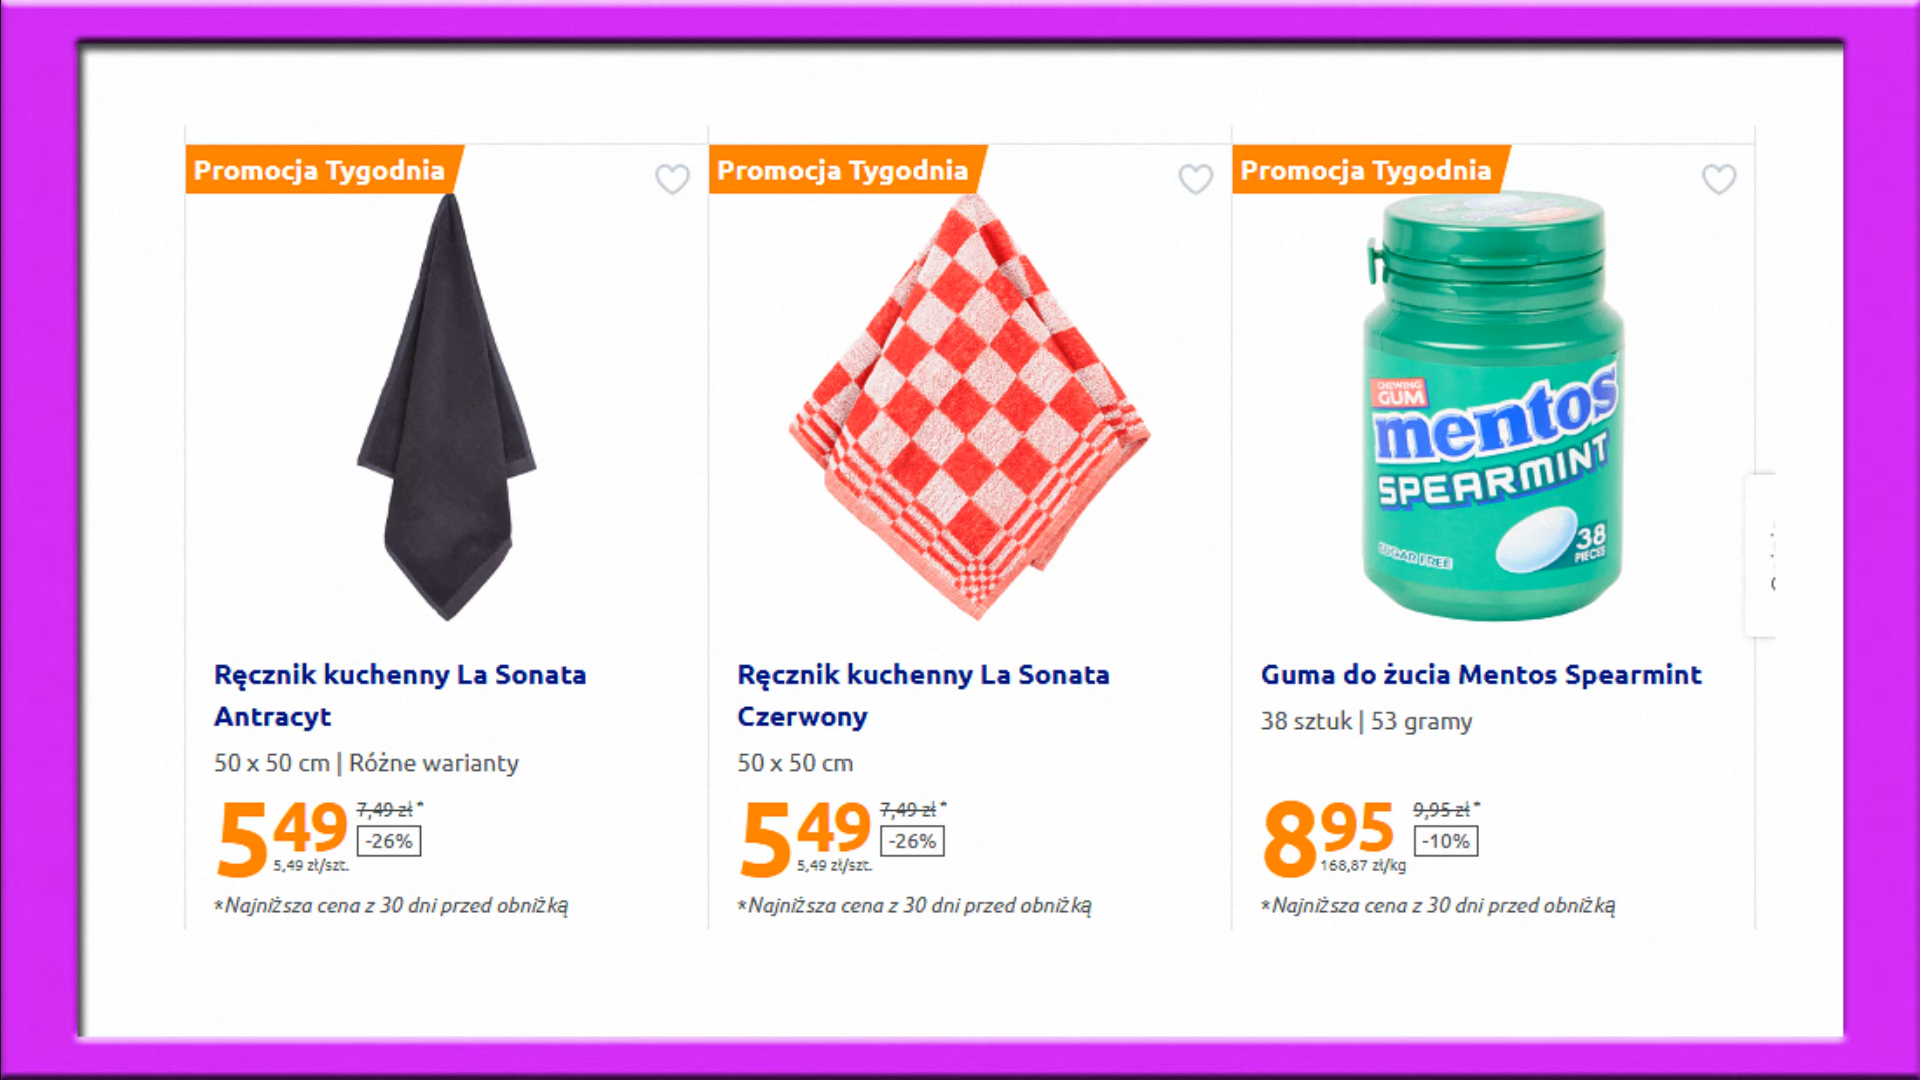 Promocja Tygodnia
Ręcznik kuchenny La Sonata
Antracyt
50 x 50 cm | Różne warianty
5 49
7,49 zł *
-26%
5,49 zł/szt.
*Najniższa cena z 30 dni przed obniżką
Promocja Tygodnia
Ręcznik kuchenny La Sonata
Czerwony
50 x 50 cm
5 49
7,49 zł *
-26%
5,49 zł/szt.
*Najniższa cena z 30 dni przed obniżką
Promocja Tygodnia
CHEWING
GUM
mentos
SPEARMINT
38
PIECES
SUGAR FREE
Guma do żucia Mentos Spearmint
38 sztuk | 53 gramy
8 95
9,95 zł *
-10%
168,87 zł/kg
*Najniższa cena z 30 dni przed obniżką